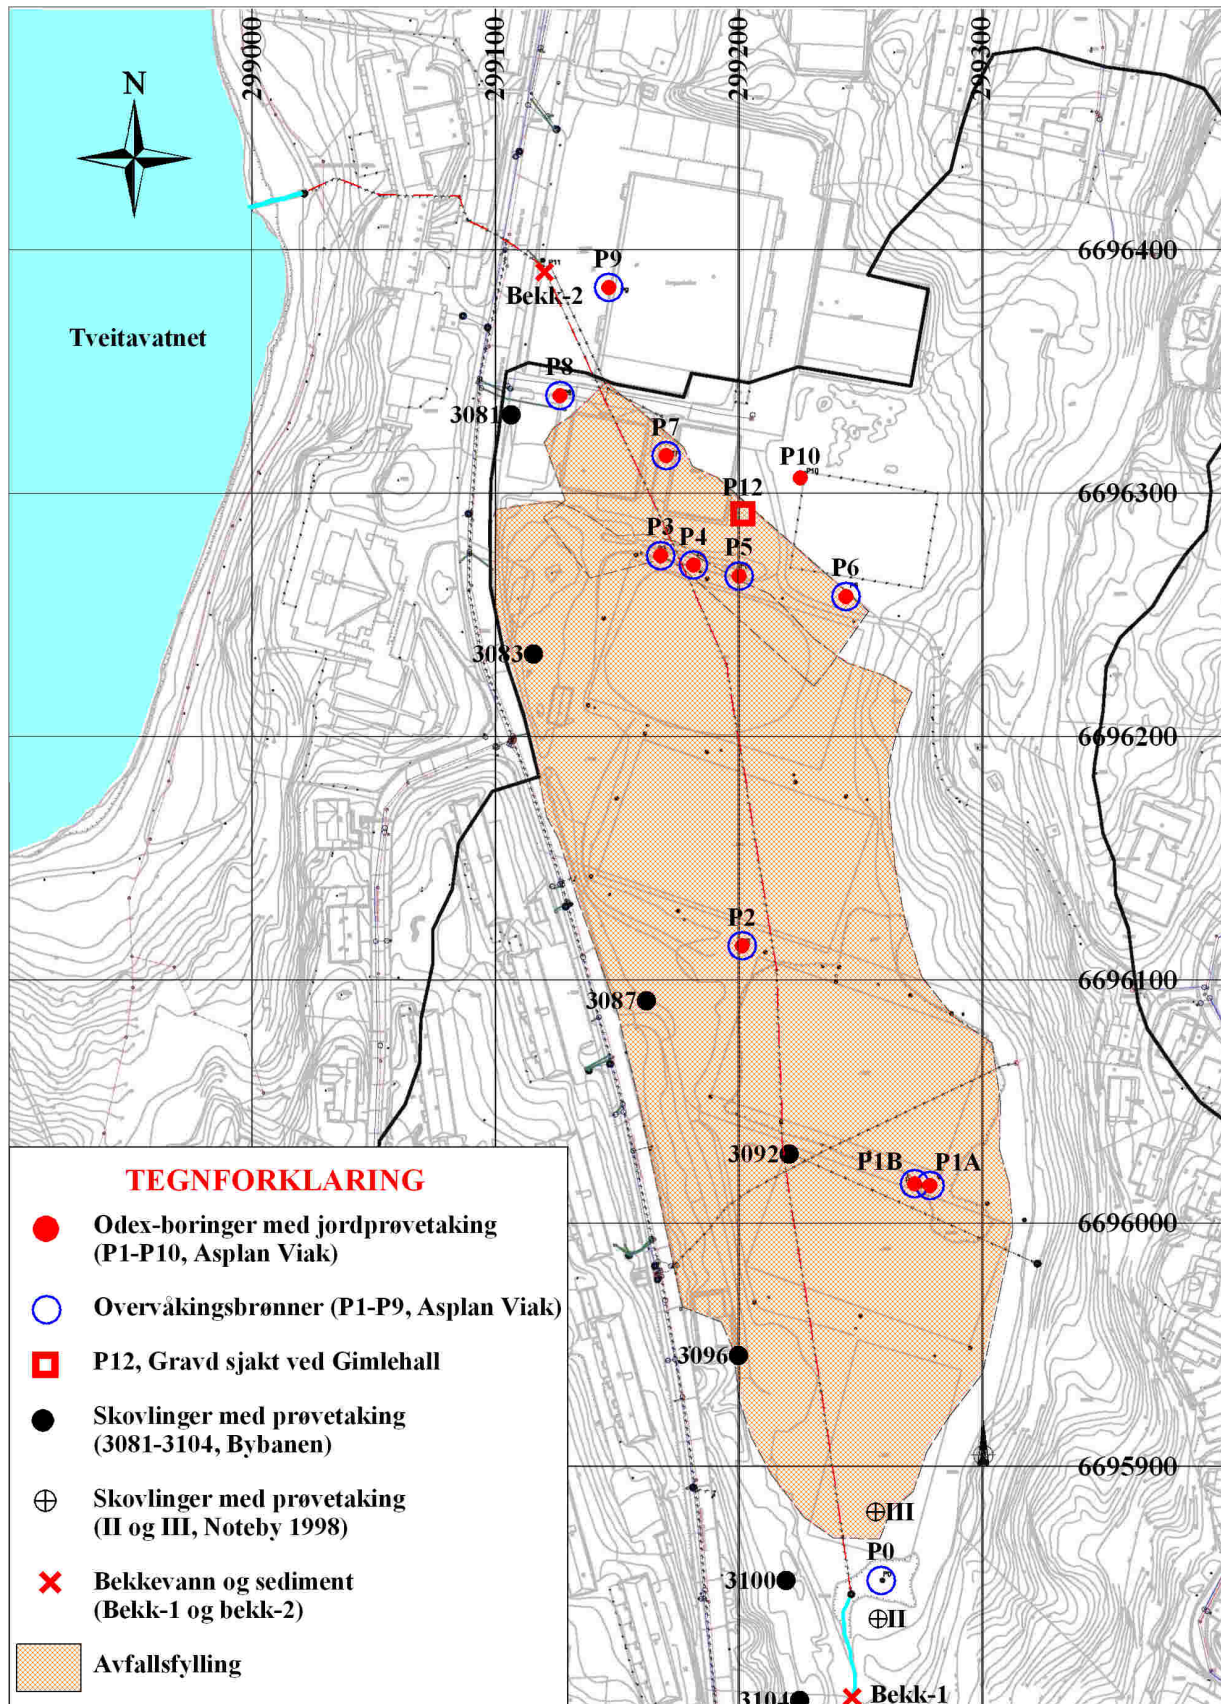 299000
299100
299200
299300
N
6696400
P9
P11
Bekk-2
Tveitavatnet
P8
3081
P7
P10
P10
6696300
P12
P3
P4
P5
P6
3083
6696200
P2
6696100
3087
3092
P1B
P1A
6696000
3096
6695900
III
P0
3100
II
Bekk-1
3104
TEGNFORKLARING
Odex-boringer med jordprøvetaking
(P1-P10, Asplan Viak)
Overvåkingsbrønner (P1-P9, Asplan Viak)
P12, Gravd sjakt ved Gimlehall
Skovlinger med prøvetaking
(3081-3104, Bybanen)
Skovlinger med prøvetaking
(II og III, Noteby 1998)
Bekkevann og sediment
(Bekk-1 og bekk-2)
Avfallsfylling